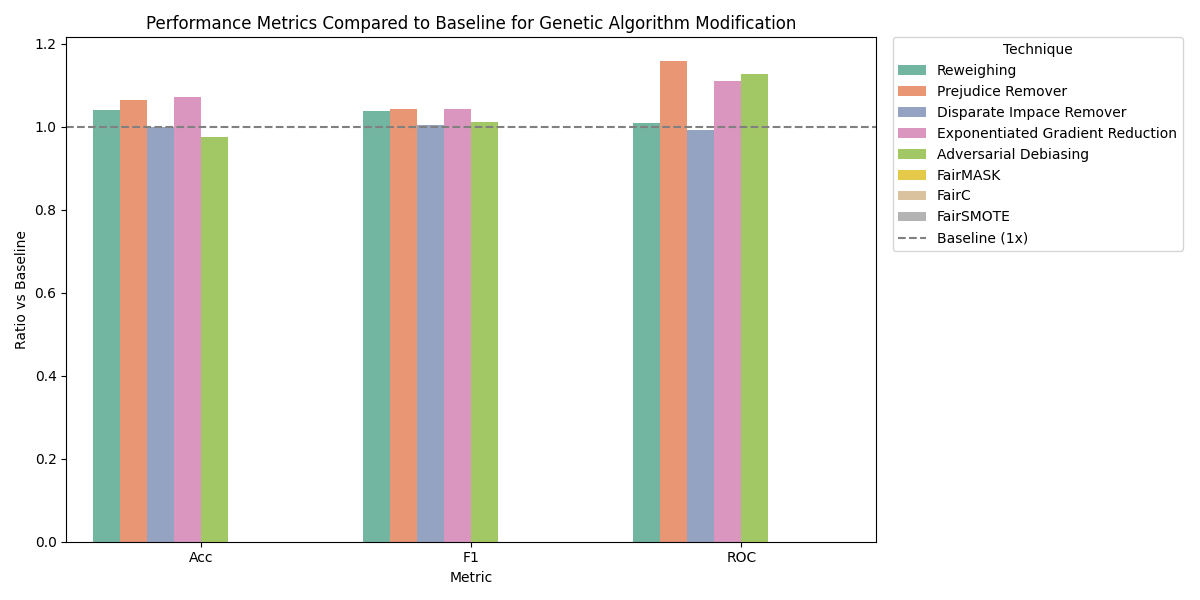 Performance Metrics Compared to Baseline for Genetic Algorithm Modification
Ratio vs Baseline
1.2
1.0
0.8
0.6
0.4
0.2
0.0
Acc
F1
ROC
Metric
Technique
Reweighing
Prejudice Remover
Disparate Impace Remover
Exponentiated Gradient Reduction
Adversarial Debiasing
FairMASK
FairC
FairSMOTE
Baseline (1x)